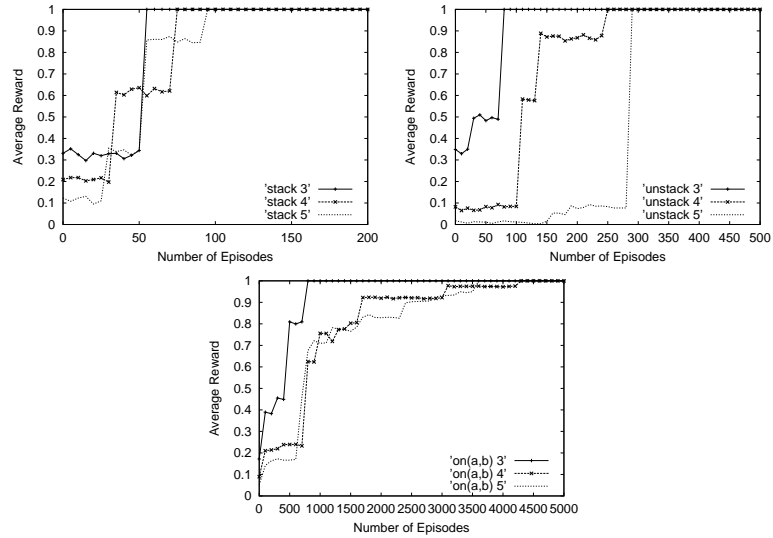 1
0.9
0.8
0.7
0.6
0.5
0.4
0.3
0.2
0.1
0
0 50 100 150 200
Average Reward
Number of Episodes
'stack 3'
'stack 4'
'stack 5'
1
0.9
0.8
0.7
0.6
0.5
0.4
0.3
0.2
0.1
0
0 50 100 150 200 250 300 350 400 450 500
Average Reward
Number of Episodes
'unstack 3'
'unstack 4'
'unstack 5'
1
0.9
0.8
0.7
0.6
0.5
0.4
0.3
0.2
0.1
0
0 500 1000 1500 2000 2500 3000 3500 4000 4500 5000
Average Reward
Number of Episodes
'on(a,b) 3'
'on(a,b) 4'
'on(a,b) 5'